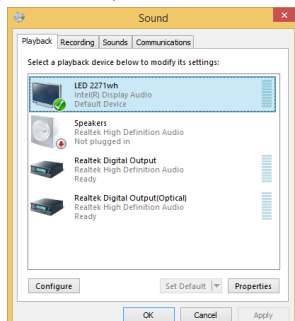 Sound
Playback Recording Sounds Communications
Select a playback device below to modify its settings:
LED 2271wh
Intel(R) Display Audio
Default Device
Speakers
Realtek High Definition Audio
Not plugged in
Realtek Digital Output
Realtek High Definition Audio
Ready
Realtek Digital Output(Optical)
Realtek High Definition Audio
Ready
Configure Set Default Properties
OK Cancel Apply